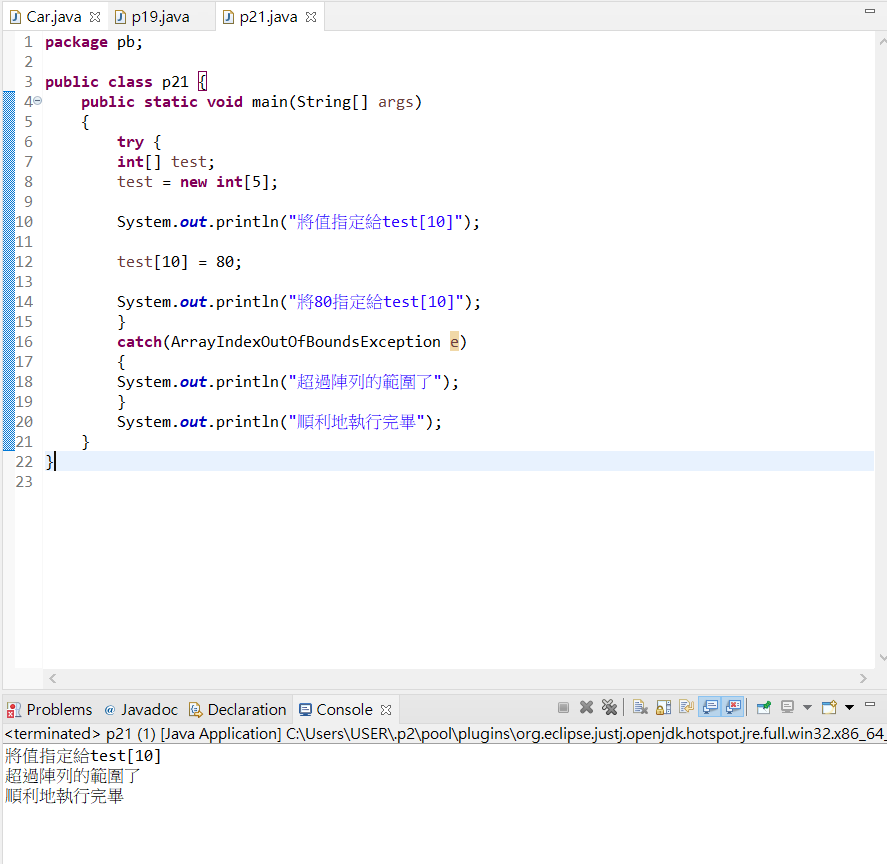 Car.java p19.java p21.java
1 package pb;
2
3 public class p21 {
4 public static void main(String[] args)
5 {
6 try {
7 int[] test;
8 test = new int[5];
9
10 System.out.println("將值指定給test[10]");
11
12 test[10] = 80;
13
14 System.out.println("將80指定給test[10]");
15 }
16 catch(ArrayIndexOutOfBoundsException e)
17 {
18 System.out.println("超過陣列的範圍了");
19 }
20 System.out.println("順利地執行完畢");
21 }
22 }
23
Problems @ Javadoc Declaration Console
<terminated> p21 (1) [Java Application] C:\Users\USER\.p2\pool\plugins\org.eclipse.justj.openjdk.hotspot.jre.full.win32.x86_64_
將值指定給test[10]
超過陣列的範圍了
順利地執行完畢